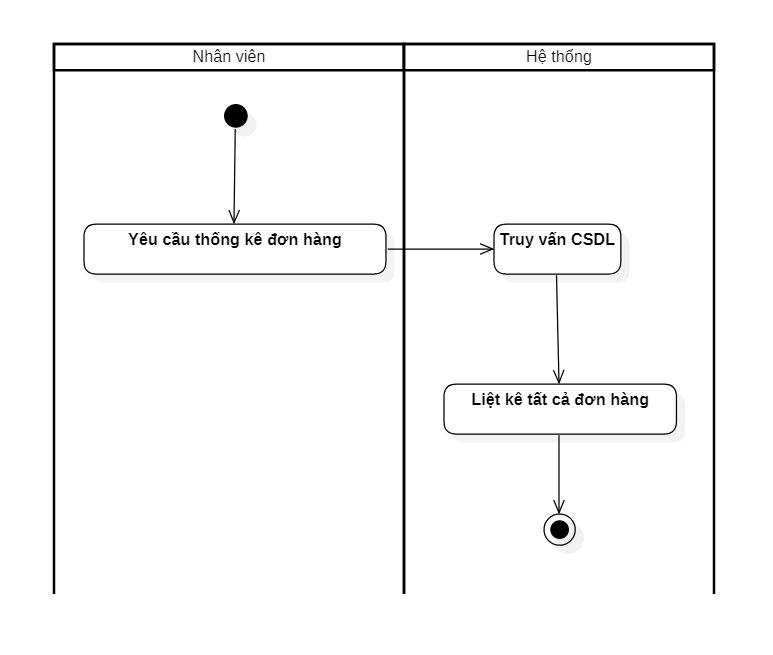 Nhân viên
Hệ thống
Yêu cầu thống kê đơn hàng
Truy vấn CSDL
Liệt kê tất cả đơn hàng